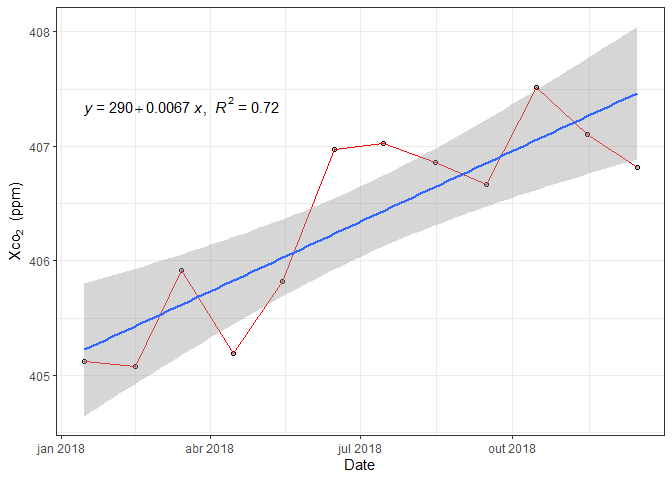 408
407
406
405
Xco₂ (ppm)
y = 290 + 0.0067 x, R² = 0.72
jan 2018 abr 2018 jul 2018 out 2018
Date